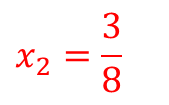 x₂ = 3/8